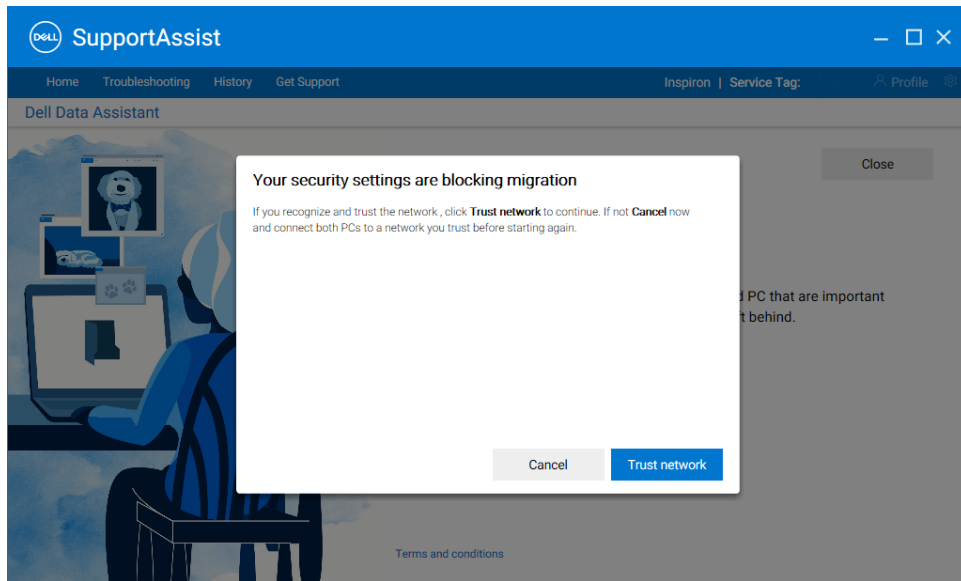 DELL SupportAssist
Home Troubleshooting History Get Support Inspiron | Service Tag: Profile
Dell Data Assistant
Close
Your security settings are blocking migration
If you recognize and trust the network , click Trust network to continue. If not Cancel now
and connect both PCs to a network you trust before starting again.
d PC that are important
't behind.
Cancel Trust network
Terms and conditions